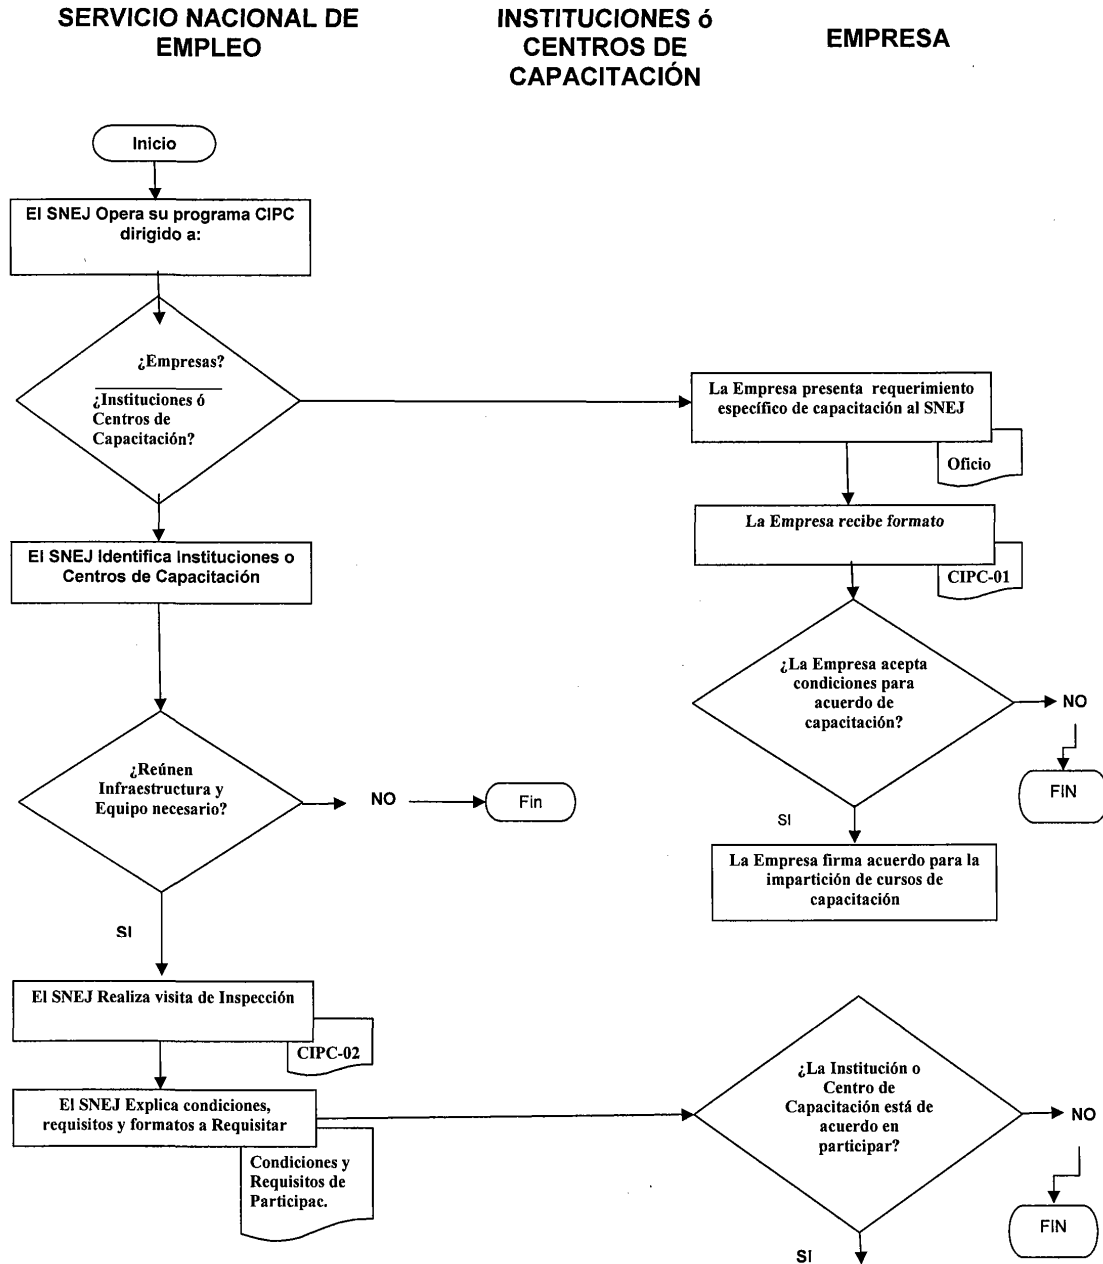 SERVICIO NACIONAL DE
EMPLEO
INSTITUCIONES ó
CENTROS DE
CAPACITACIÓN
EMPRESA
Inicio
El SNEJ Opera su programa CIPC
dirigido a:
¿Empresas?
¿Instituciones ó
Centros de
Capacitación?
La Empresa presenta requerimiento
específico de capacitación al SNEJ
Oficio
La Empresa recibe formato
CIPC-01
El SNEJ Identifica Instituciones o
Centros de Capacitación
¿La Empresa acepta
condiciones para
acuerdo de
capacitación?
NO
FIN
¿Reúnen
Infraestructura y
Equipo necesario?
NO
Fin
SI
La Empresa firma acuerdo para la
impartición de cursos de
capacitación
SI
El SNEJ Realiza visita de Inspección
CIPC-02
El SNEJ Explica condiciones,
requisitos y formatos a Requisitar
Condiciones y
Requisitos de
Participac.
¿La Institución o
Centro de
Capacitación está de
acuerdo en
participar?
NO
FIN
SI